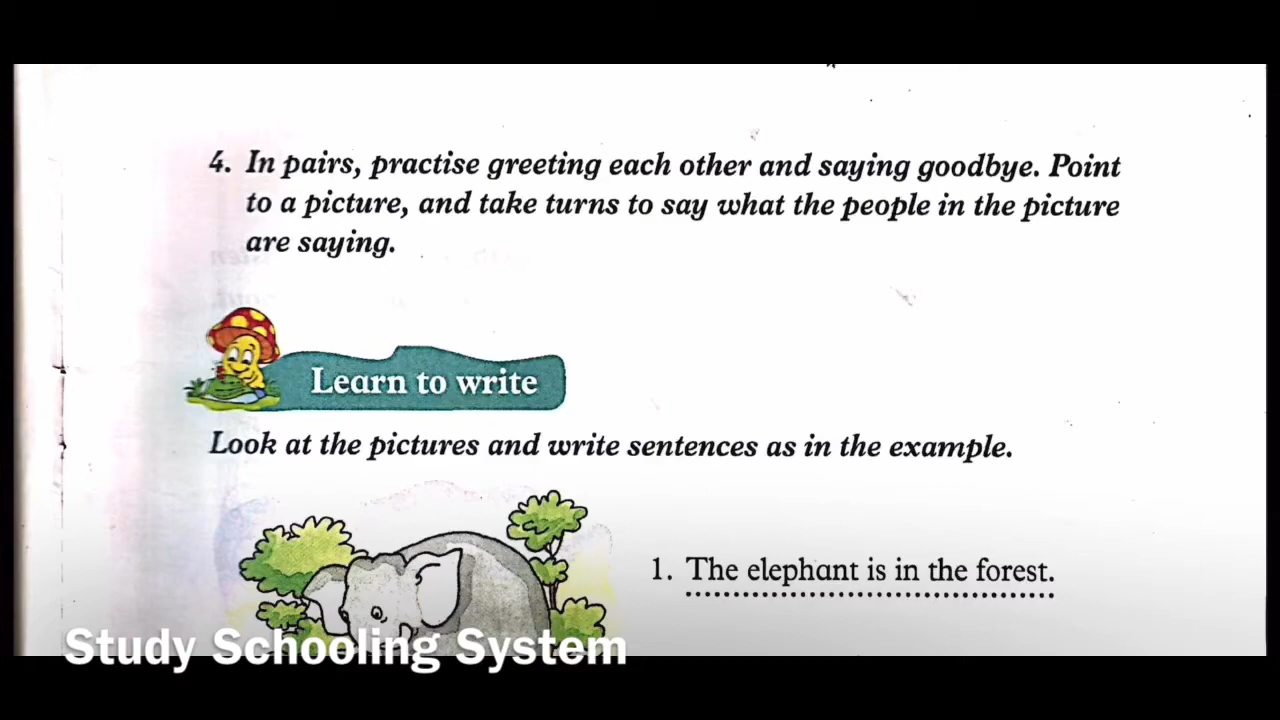 4. In pairs, practise greeting each other and saying goodbye. Point
to a picture, and take turns to say what the people in the picture
are saying.
Learn to write
Look at the pictures and write sentences as in the example.
1. The elephant is in the forest.
Study Schooling System